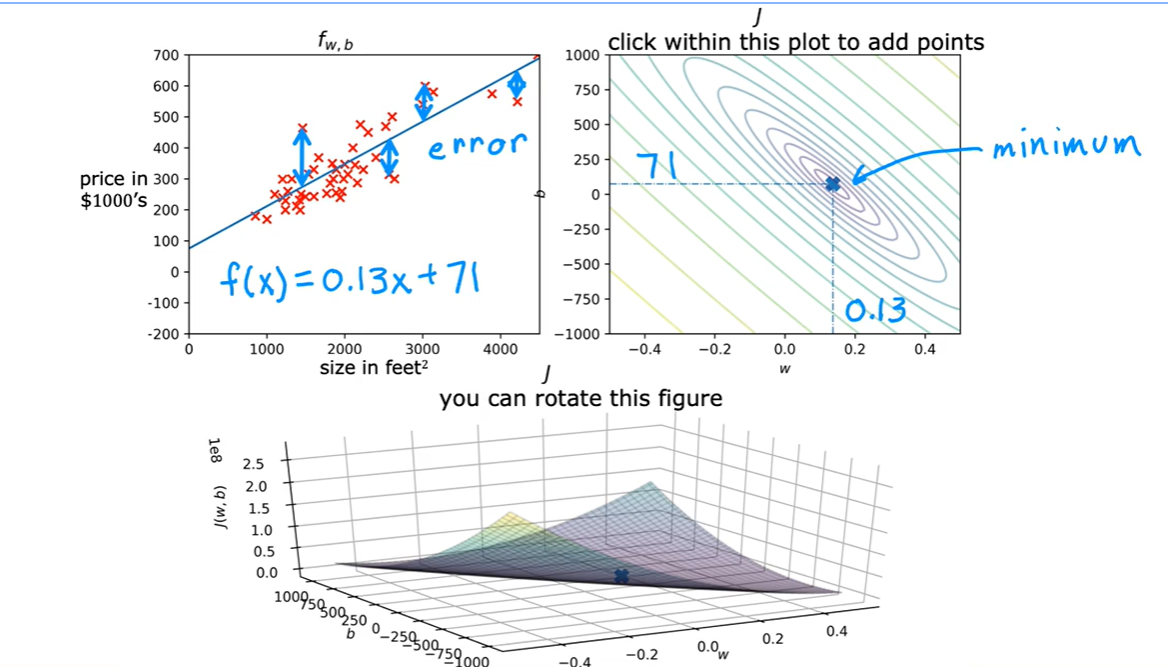 f_{w,b}
700
600
500
400
300
200
100
0
-100
-200
price in
$1000's
0 1000 2000 3000 4000
size in feet²
error
f(x) = 0.13x + 71
J
click within this plot to add points
1000
750
500
250
0
−250
−500
−750
−1000
b
−0.4 −0.2 0.0 0.2 0.4
w
71
0.13
minimum
J
you can rotate this figure
1e8
J(w, b)
2.5
2.0
1.5
1.0
0.5
0.0
1000
750
500
250
0
−250
−500
−750
−1000
b
−0.4 −0.2 0.0 0.2 0.4
w